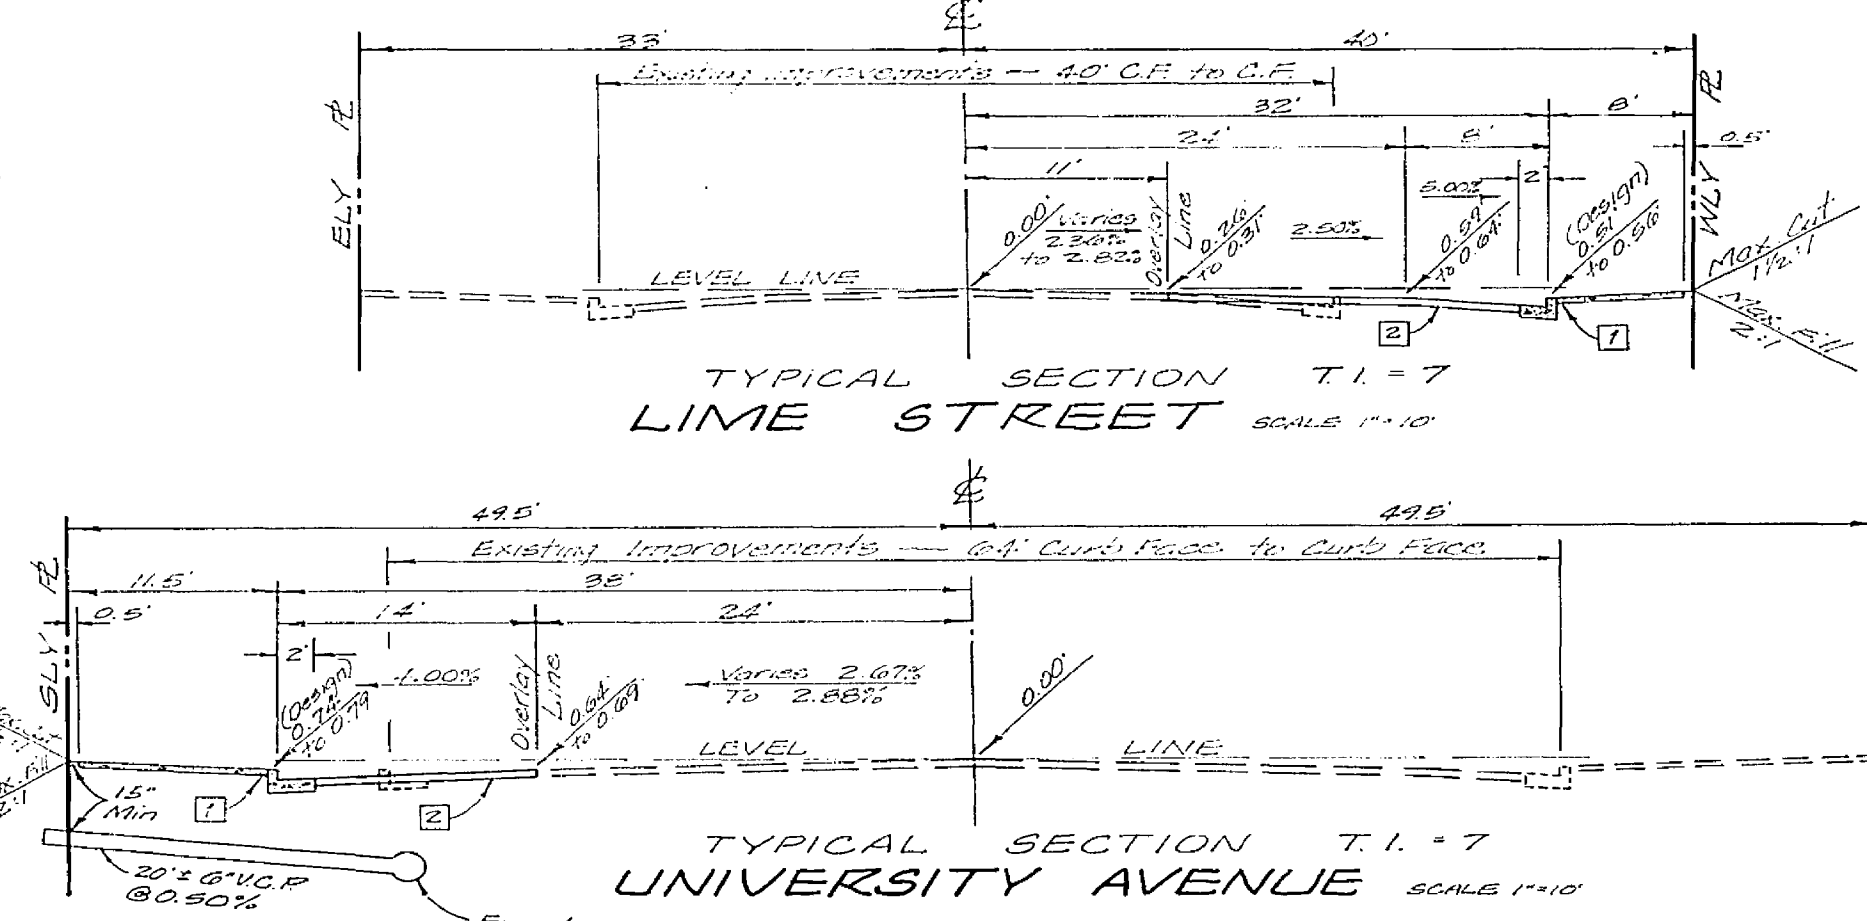 ℄
33'
40'
Existing Improvements — 40' C.F. to C.F.
32'
8'
24'
8'
0.5'
11'
5.00%
2'
ELY ⅊
WLY ⅊
0.00'
Varies
2.36%
to 2.82%
Overlay
Line
0.26'
to 0.31'
2.50%
0.59'
to 0.64'
(Design)
0.51
to 0.56'
Max. Cut
1½:1
Max. Fill
2:1
LEVEL LINE
2
1
TYPICAL SECTION T.I. = 7
LIME STREET SCALE 1"=10'
℄
49.5'
49.5'
Existing Improvements — 64' Curb Face to Curb Face
11.5'
38'
0.5'
14'
24'
2'
SLY ⅊
(Design)
0.74'
to 0.79
Overlay
Line
0.64'
to 0.69'
Varies 2.67%
To 2.88%
0.00'
LEVEL LINE
2:1
15"
Min
1
2
20'± 6" V.C.P.
@0.50%
TYPICAL SECTION T.I. = 7
UNIVERSITY AVENUE SCALE 1"=10'